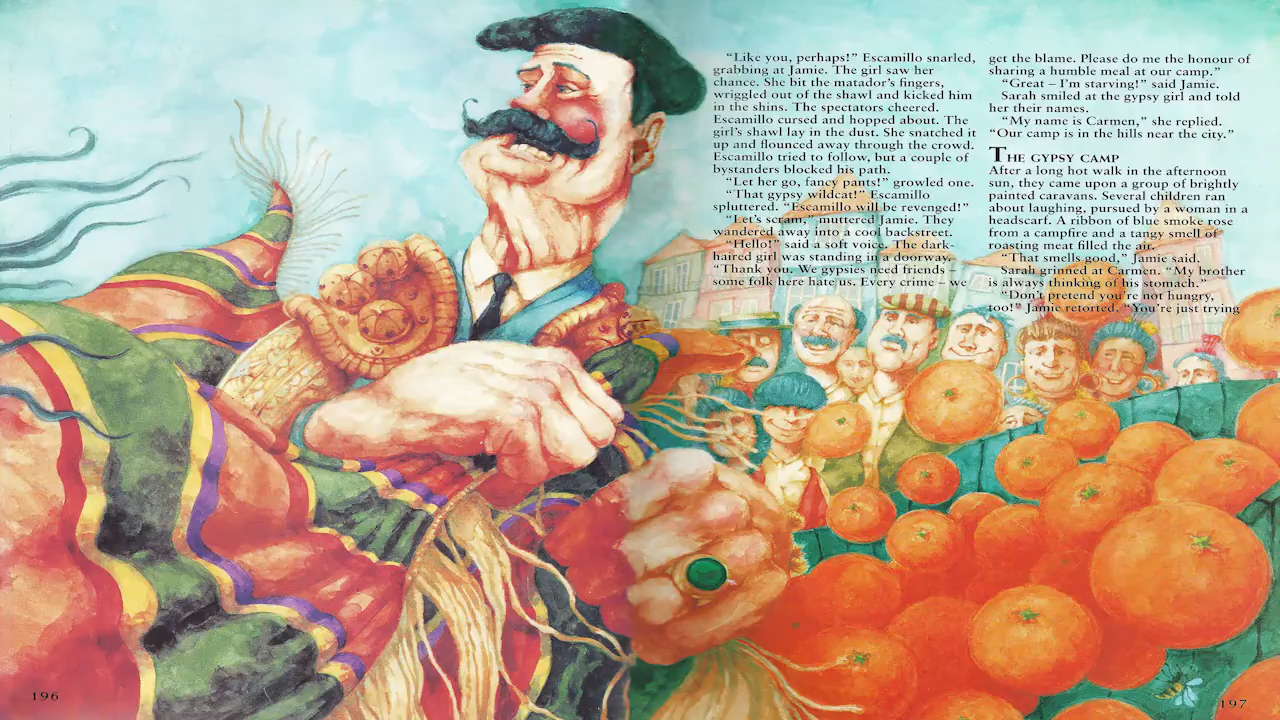 “Like you, perhaps!” Escamillo snarled,
grabbing at Jamie. The girl saw her
chance. She bit the matador’s fingers,
wriggled out of the shawl and kicked him
in the shins. The spectators cheered.
Escamillo cursed and hopped about. The
girl’s shawl lay in the dust. She snatched it
up and flounced away through the crowd.
Escamillo tried to follow, but a couple of
bystanders blocked his path.
“Let her go, fancy pants!” growled one.
“That gypsy wildcat!” Escamillo
spluttered. “Escamillo will be revenged!”
“Let’s scram,” muttered Jamie. They
wandered away into a cool backstreet.
“Hello!” said a soft voice. The dark-
haired girl was standing in a doorway.
“Thank you. We gypsies need friends –
some folk here hate us. Every crime – we
get the blame. Please do me the honour of
sharing a humble meal at our camp.”
“Great – I’m starving!” said Jamie.
Sarah smiled at the gypsy girl and told
her their names.
“My name is Carmen,” she replied.
“Our camp is in the hills near the city.”
THE GYPSY CAMP
After a long hot walk in the afternoon
sun, they came upon a group of brightly
painted caravans. Several children ran
about laughing, pursued by a woman in a
headscarf. A ribbon of blue smoke rose
from a campfire and a tangy smell of
roasting meat filled the air.
“That smells good,” Jamie said.
Sarah grinned at Carmen. “My brother
is always thinking of his stomach.”
“Don’t pretend you’re not hungry,
too!” Jamie retorted. “You’re just trying
196
197